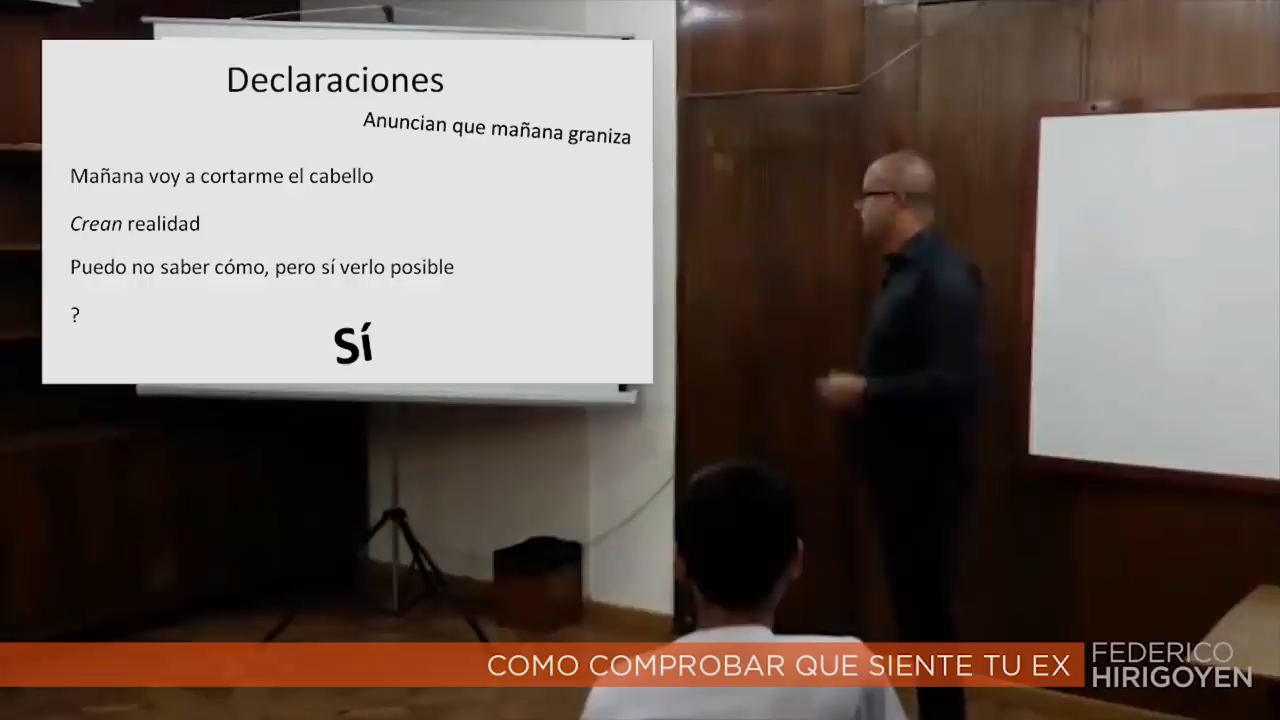 Declaraciones
Anuncian que mañana graniza
Mañana voy a cortarme el cabello
Crean realidad
Puedo no saber cómo, pero sí verlo posible
?
Sí
COMO COMPROBAR QUE SIENTE TU EX
FEDERICO
HIRIGOYEN